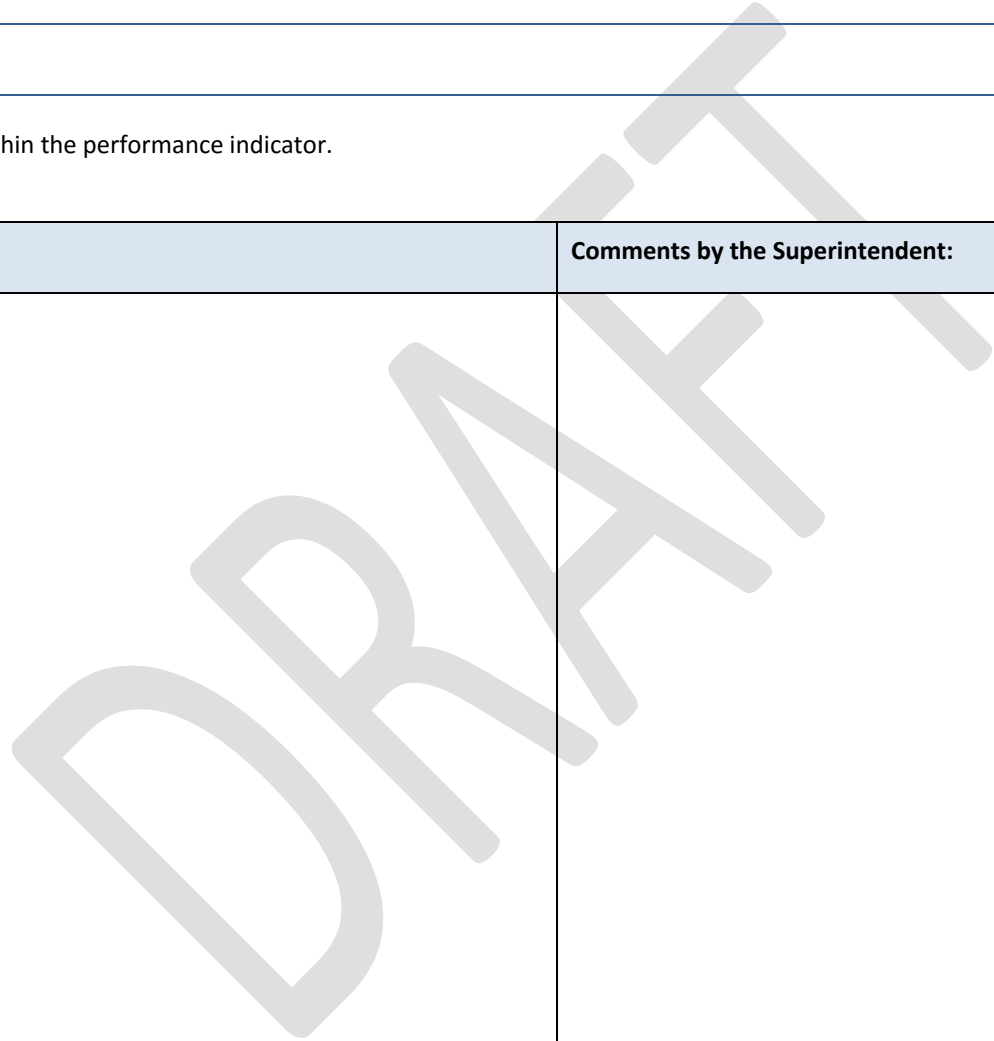 hin the performance indicator.
Comments by the Superintendent:
DRAFT